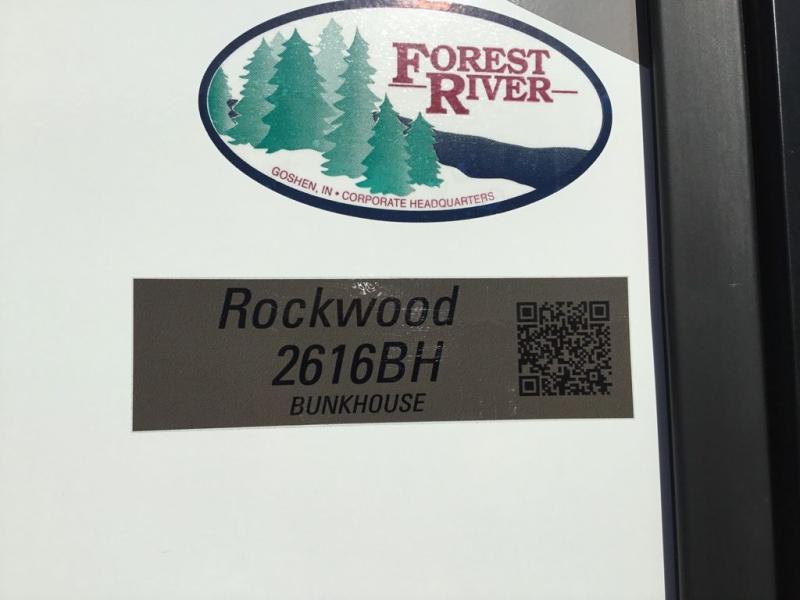 FOREST
RIVER
GOSHEN, IN • CORPORATE HEADQUARTERS
Rockwood
2616BH
BUNKHOUSE